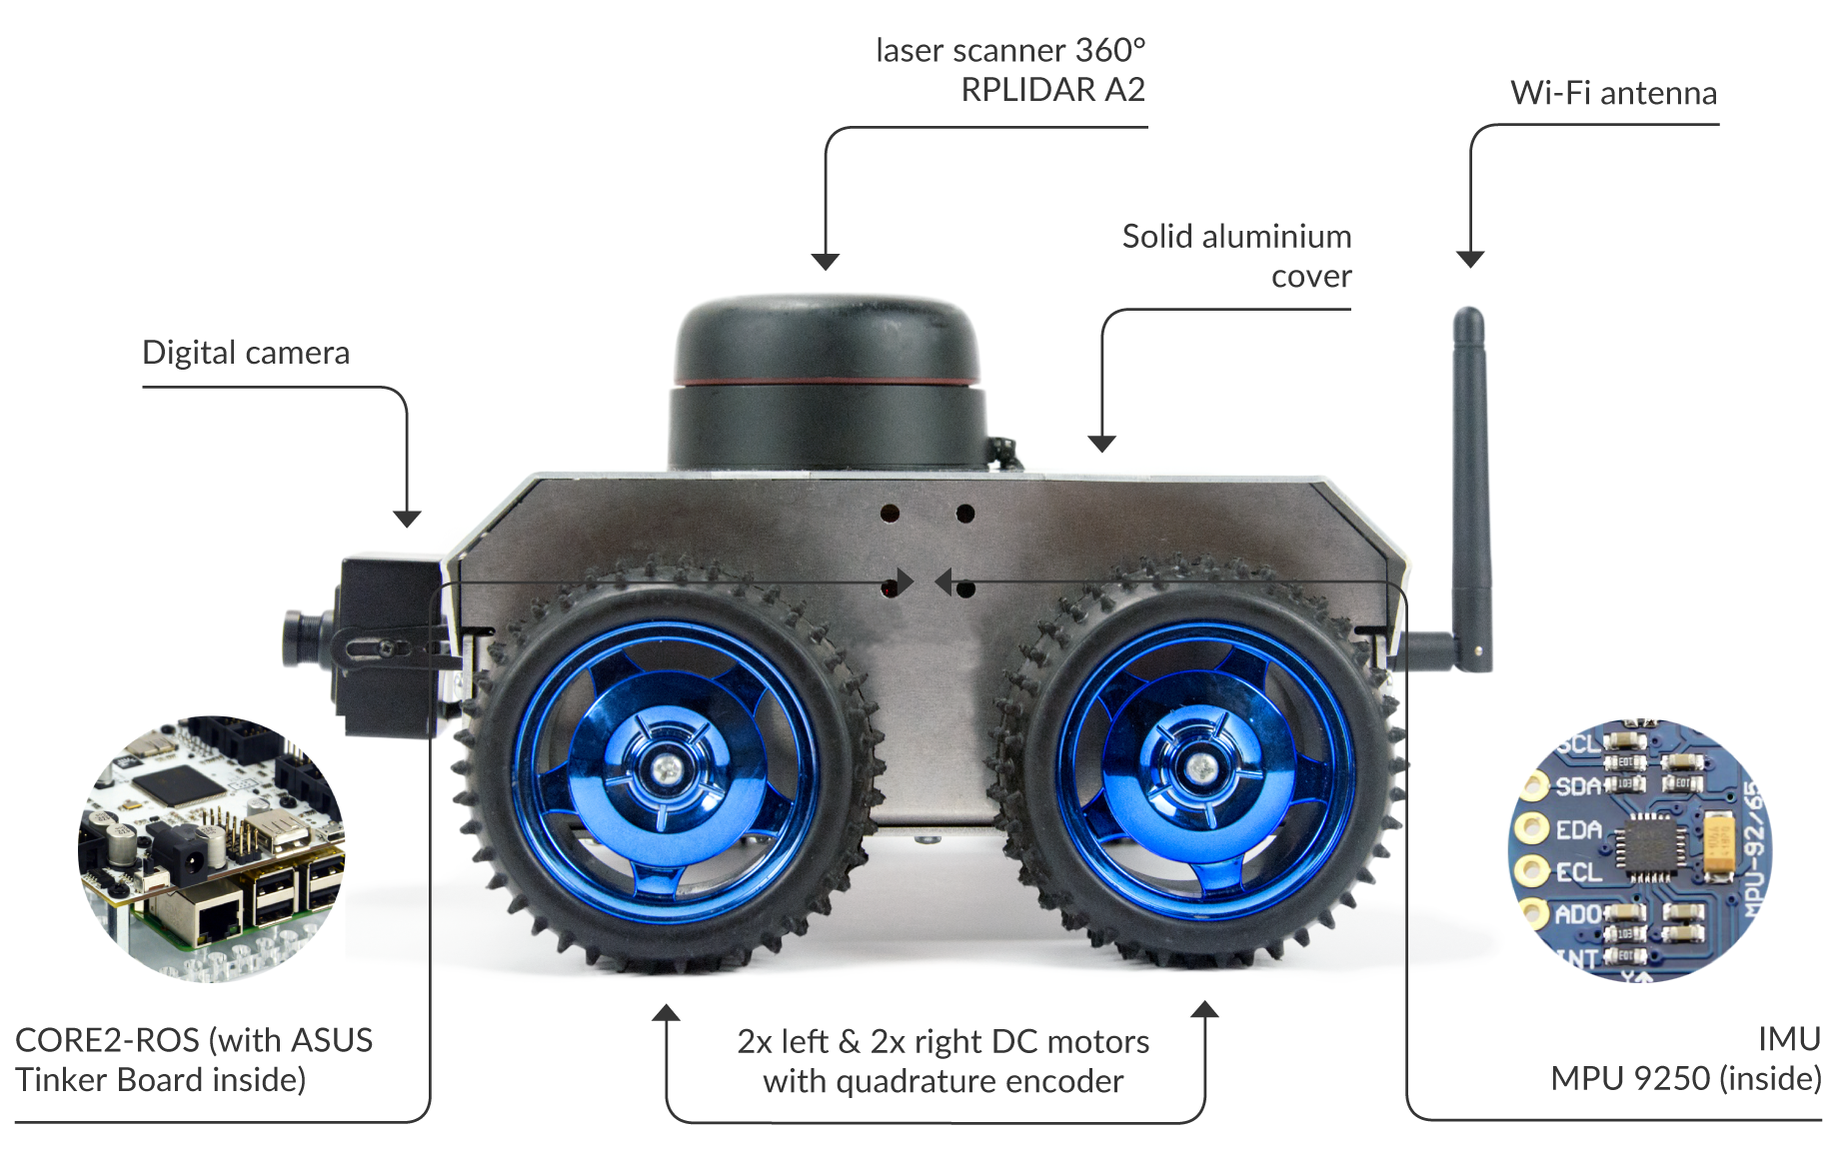 laser scanner 360°
RPLIDAR A2
Wi-Fi antenna
Solid aluminium
cover
Digital camera
SCL
SDA
EDA
ECL
ADO
INT
MPU-92/65
CORE2-ROS (with ASUS
Tinker Board inside)
2x left & 2x right DC motors
with quadrature encoder
IMU
MPU 9250 (inside)